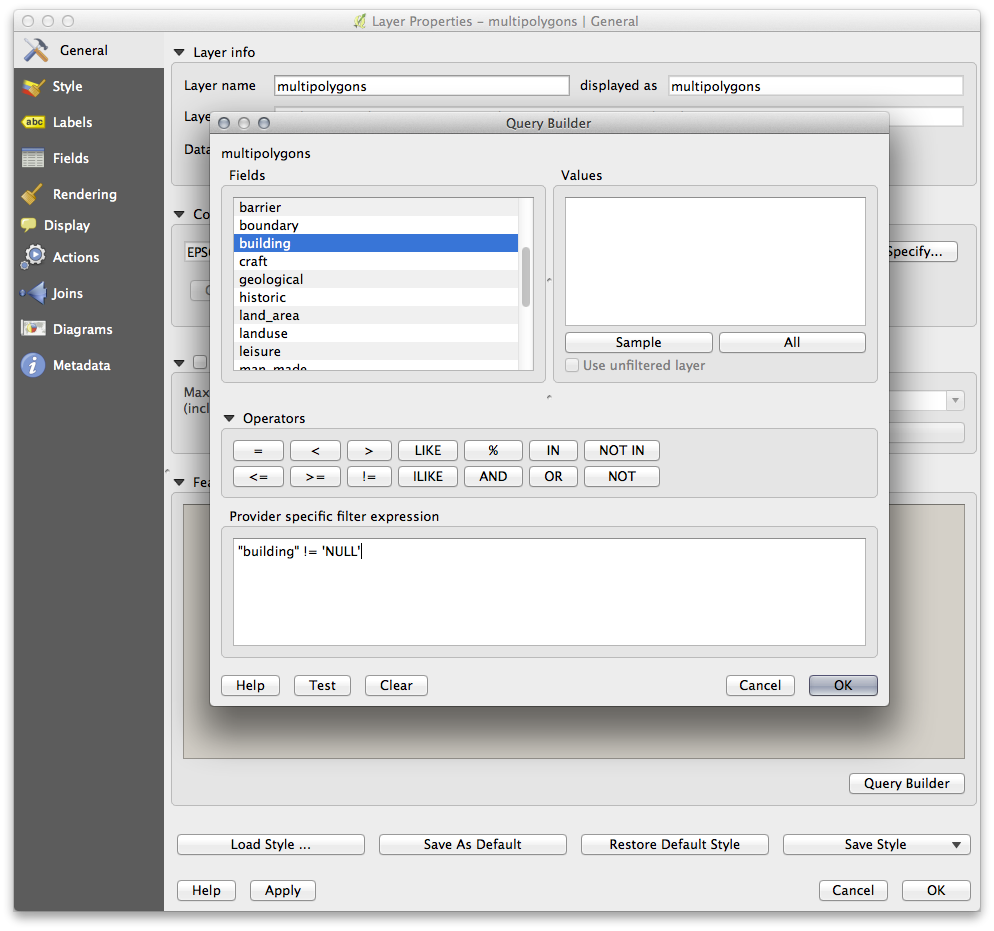 Layer Properties – multipolygons | General
General
Style
Labels
Fields
Rendering
Display
Actions
Joins
Diagrams
Metadata
abc
Layer info
Layer name multipolygons displayed as multipolygons
Laye
Data
Co
EPS
Specify...
Max
(incl
Fea
Query Builder
multipolygons
Fields
barrier
boundary
building
craft
geological
historic
land_area
landuse
leisure
man_made
Values
Sample All
Use unfiltered layer
Operators
= < > LIKE % IN NOT IN
<= >= != ILIKE AND OR NOT
Provider specific filter expression
"building" != 'NULL'
Help Test Clear Cancel OK
Query Builder
Load Style ... Save As Default Restore Default Style Save Style
Help Apply Cancel OK